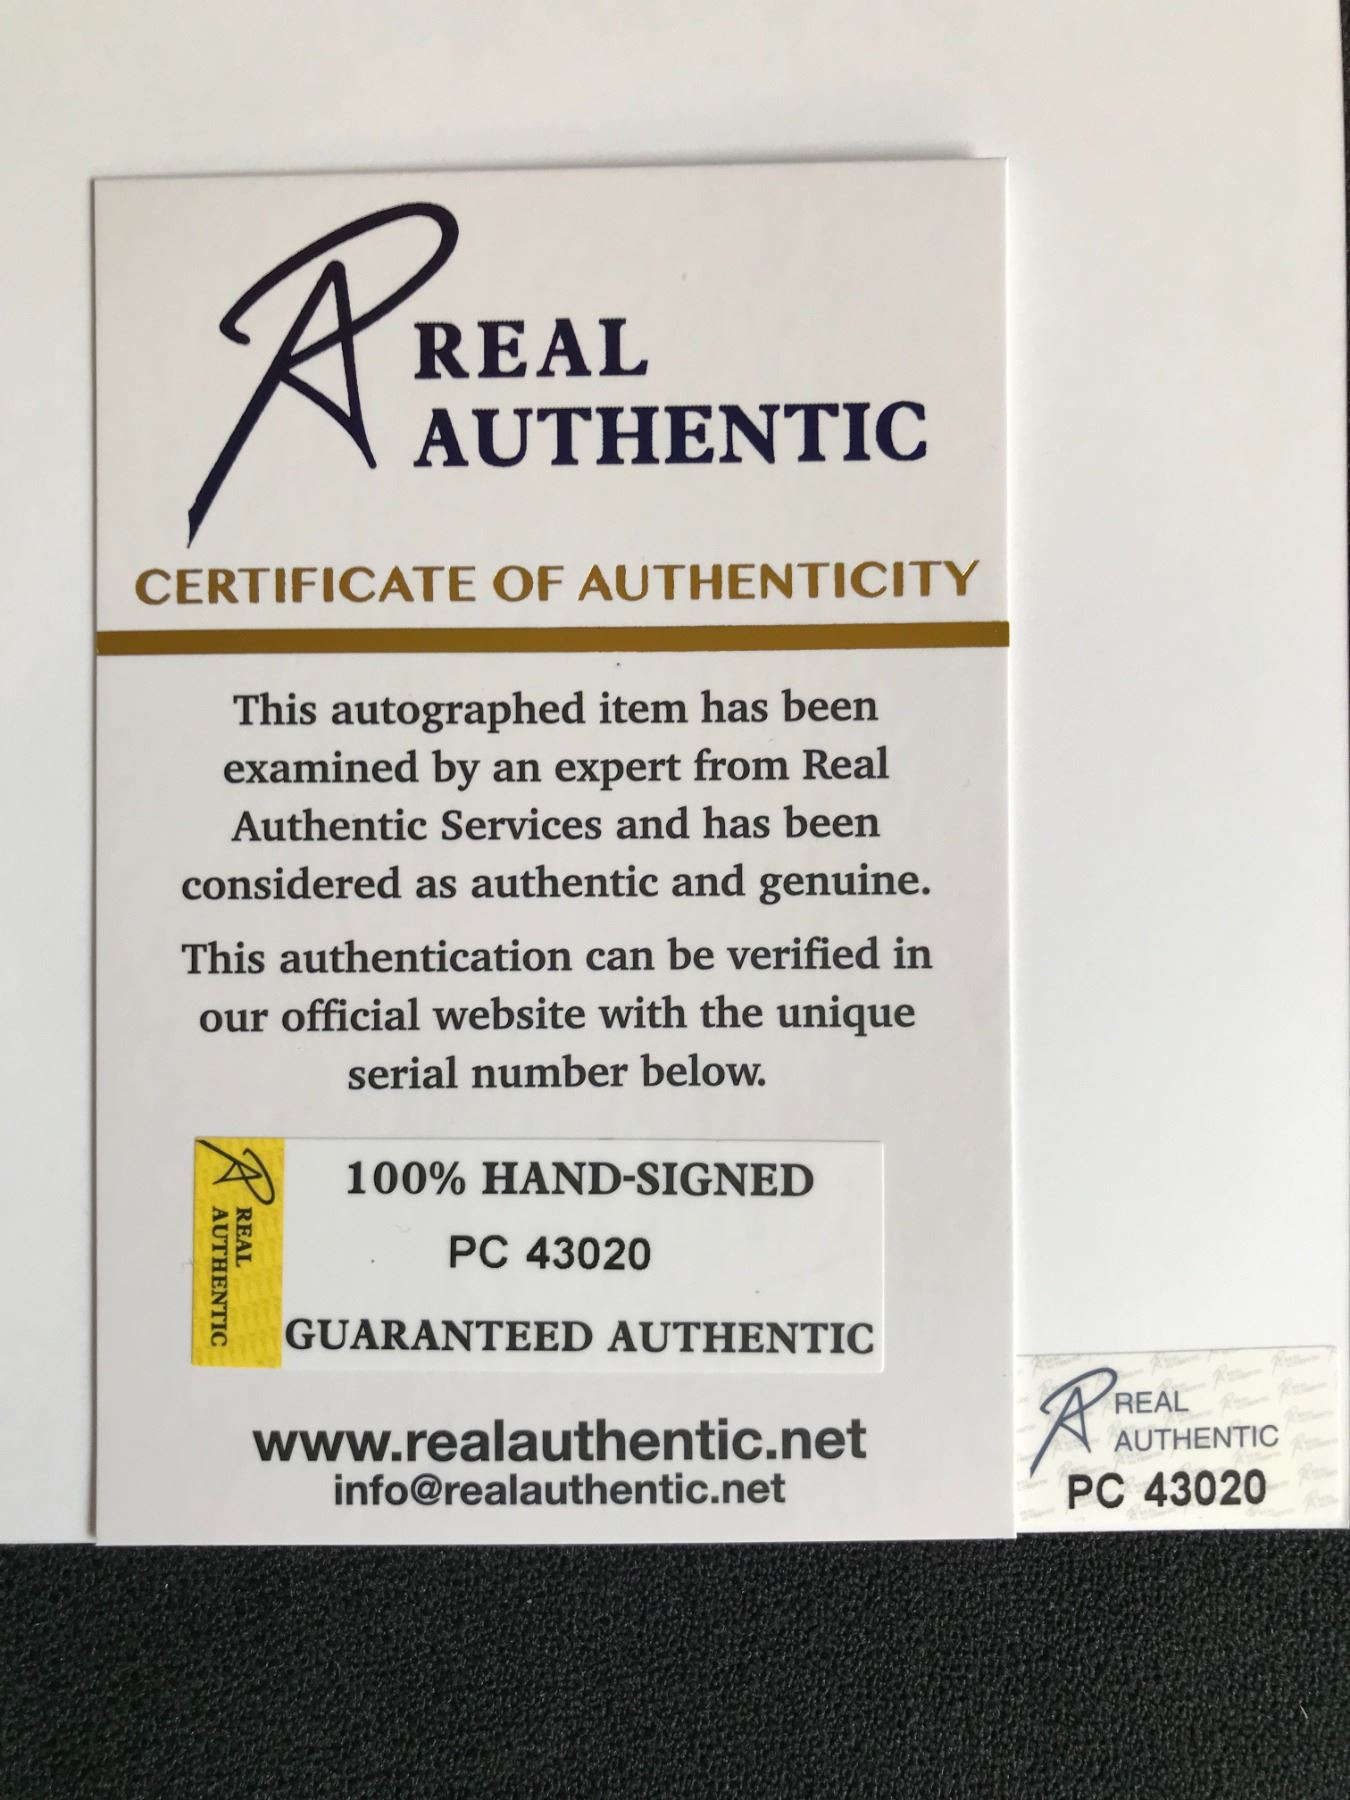 REAL
AUTHENTIC
CERTIFICATE OF AUTHENTICITY
This autographed item has been
examined by an expert from Real
Authentic Services and has been
considered as authentic and genuine.
This authentication can be verified in
our official website with the unique
serial number below.
REAL
AUTHENTIC
100% HAND-SIGNED
PC 43020
GUARANTEED AUTHENTIC
www.realauthentic.net
info@realauthentic.net
REAL
AUTHENTIC
PC 43020